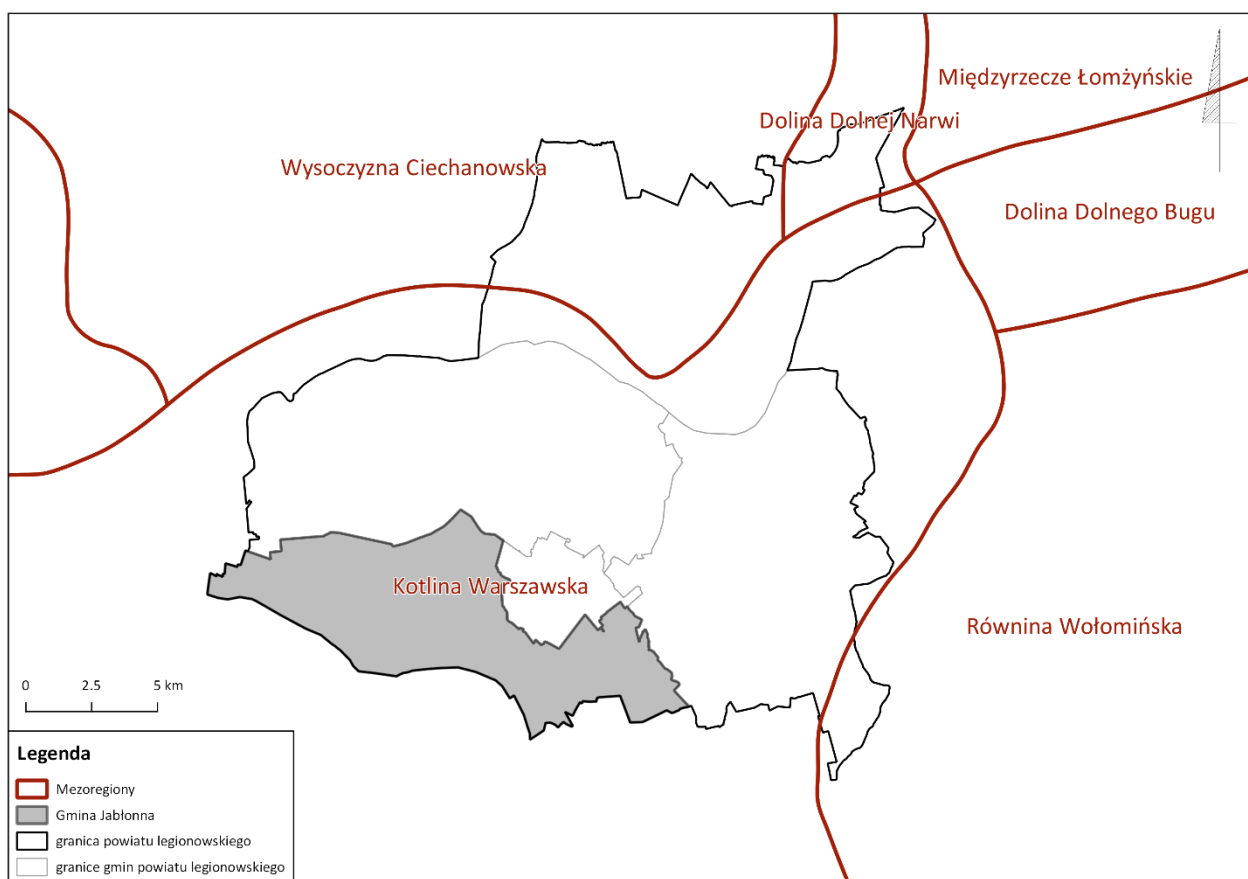 Międzyrzecze Łomżyńskie
Dolina Dolnej Narwi
Wysoczyzna Ciechanowska
Dolina Dolnego Bugu
Kotlina Warszawska
Równina Wołomińska
0 2.5 5 km
Legenda
Mezoregiony
Gmina Jabłonna
granica powiatu legionowskiego
granice gmin powiatu legionowskiego